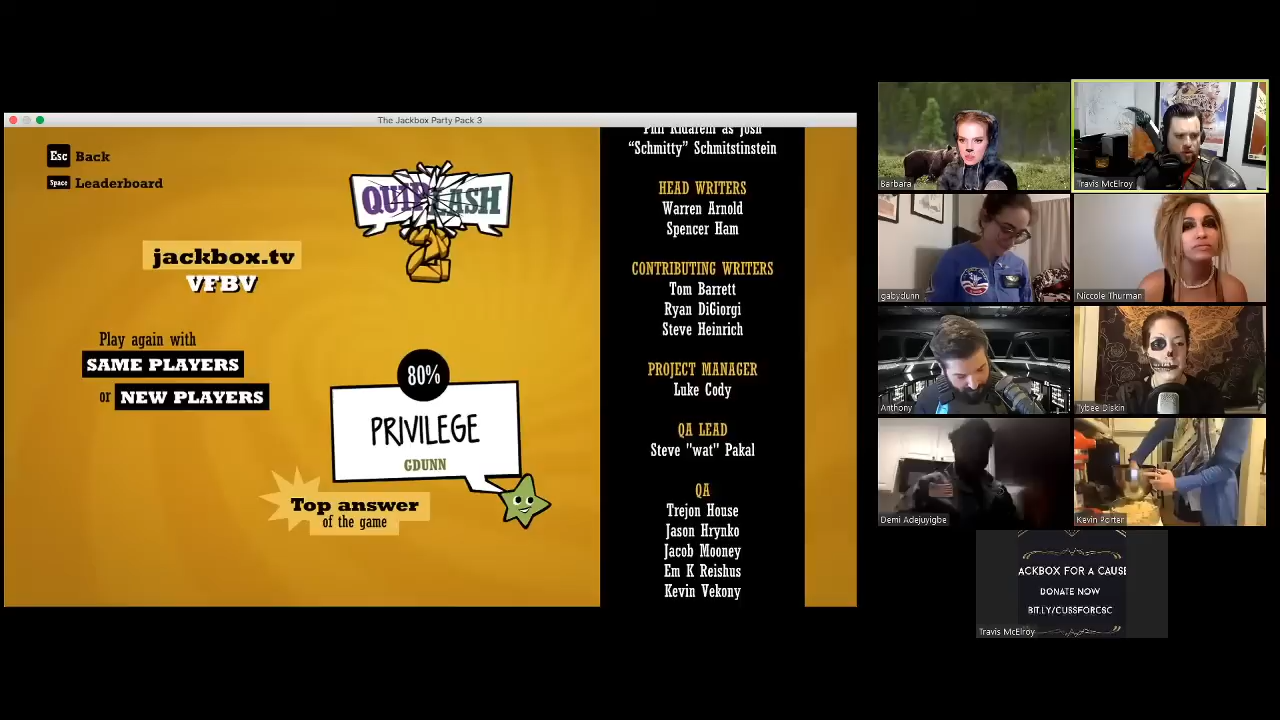 The Jackbox Party Pack 3
Esc Back
Space Leaderboard
jackbox.tv
VFBV
Play again with
SAME PLAYERS
or NEW PLAYERS
QUIPLASH
2
80%
PRIVILEGE
GDUNN
Top answer
of the game
"Schmitty" Schmitstinstein
HEAD WRITERS
Warren Arnold
Spencer Ham
CONTRIBUTING WRITERS
Tom Barrett
Ryan DiGiorgi
Steve Heinrich
PROJECT MANAGER
Luke Cody
QA LEAD
Steve "wat" Pakal
QA
Trejon House
Jason Hrynko
Jacob Mooney
Em K Reishus
Kevin Vekony
Barbara
Travis McElroy
gabydunn
Niccole Thurman
Anthony
Tybee Diskin
Demi Adejuyigbe
Kevin Porter
ACKBOX FOR A CAUSE
DONATE NOW
BIT.LY/CUSSFORCSC
Travis McElroy